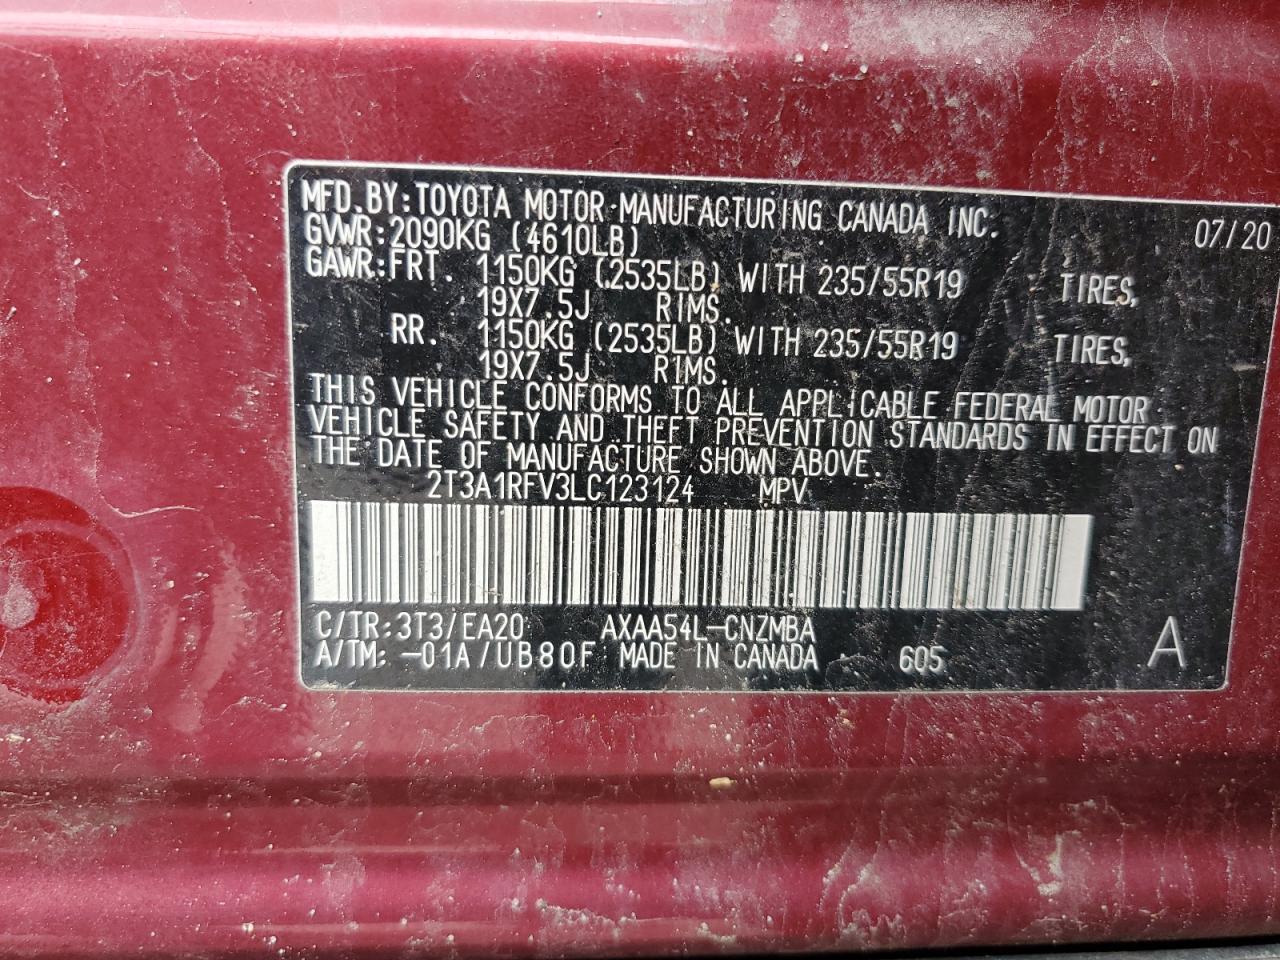 MFD.BY:TOYOTA MOTOR MANUFACTURING CANADA INC. 07/20
GVWR:2090KG (4610LB)
GAWR:FRT. 1150KG (2535LB) WITH 235/55R19 TIRES,
19X7.5J RIMS.
RR. 1150KG (2535LB) WITH 235/55R19 TIRES,
19X7.5J RIMS.
THIS VEHICLE CONFORMS TO ALL APPLICABLE FEDERAL MOTOR
VEHICLE SAFETY AND THEFT PREVENTION STANDARDS IN EFFECT ON
THE DATE OF MANUFACTURE SHOWN ABOVE.
2T3A1RFV3LC123124 MPV
C/TR:3T3/EA20 AXAA54L-CNZMBA
A/TM:-01A/UB80F MADE IN CANADA 605 A